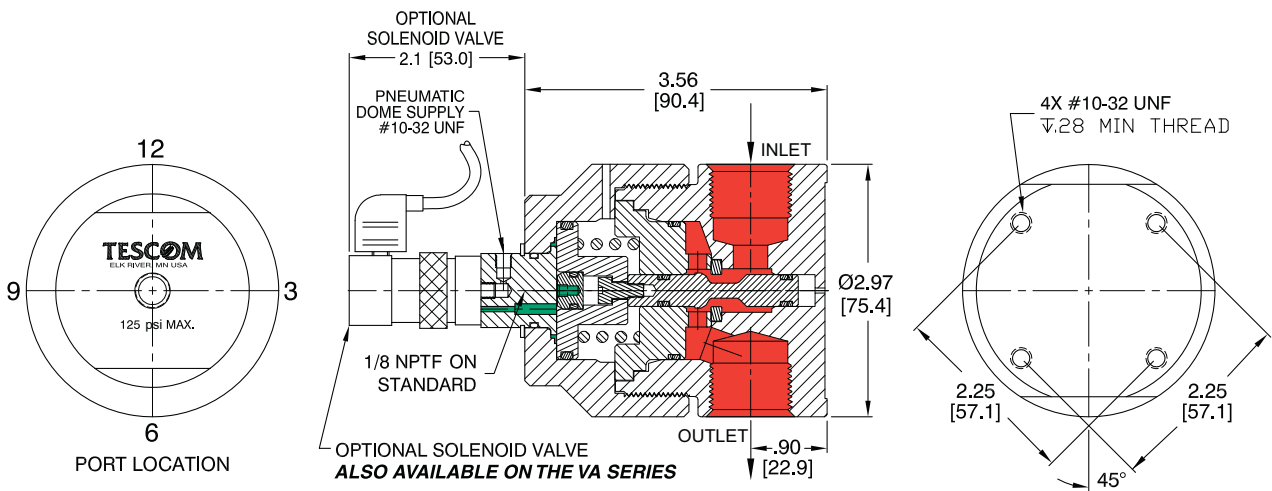 OPTIONAL
SOLENOID VALVE
2.1 [53.0]
PNEUMATIC
DOME SUPPLY
#10-32 UNF
3.56
[90.4]
INLET
4X #10-32 UNF
↧.28 MIN THREAD
12
TESCOM
ELK RIVER, MN USA
9
3
125 psi MAX.
6
PORT LOCATION
Ø2.97
[75.4]
1/8 NPTF ON
STANDARD
OPTIONAL SOLENOID VALVE
ALSO AVAILABLE ON THE VA SERIES
OUTLET
.90
[22.9]
2.25
[57.1]
2.25
[57.1]
45°